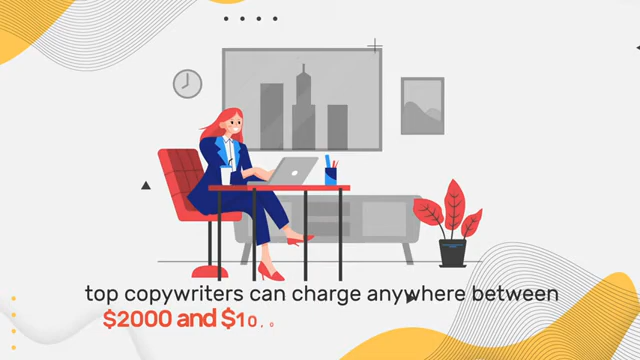 top copywriters can charge anywhere between
$2000 and $10.